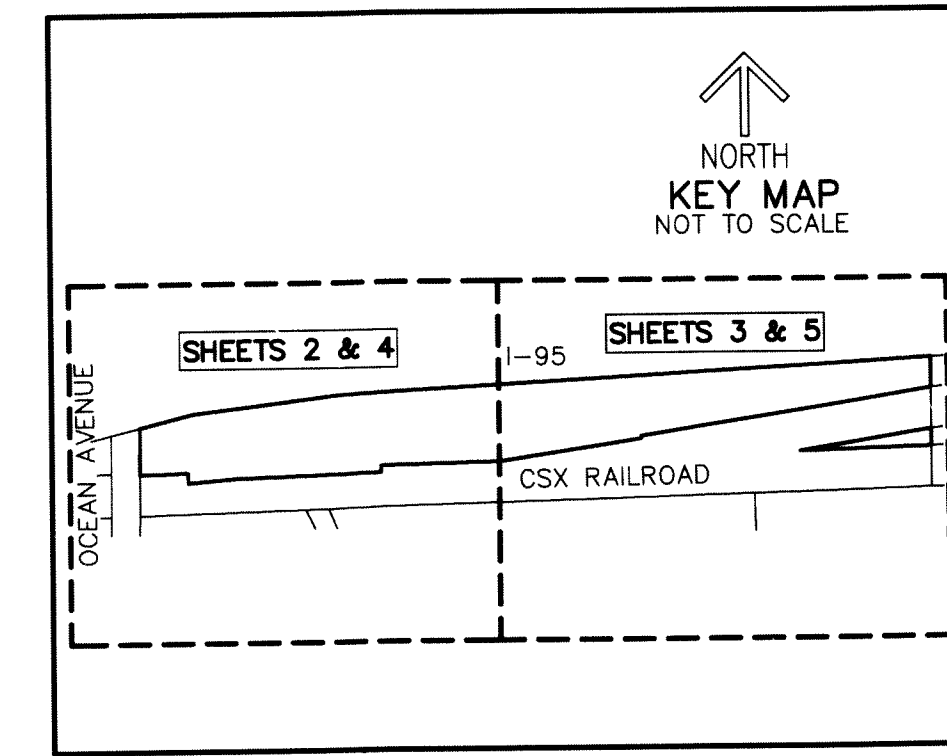 NORTH
KEY MAP
NOT TO SCALE
SHEETS 2 & 4
SHEETS 3 & 5
I-95
OCEAN AVENUE
CSX RAILROAD